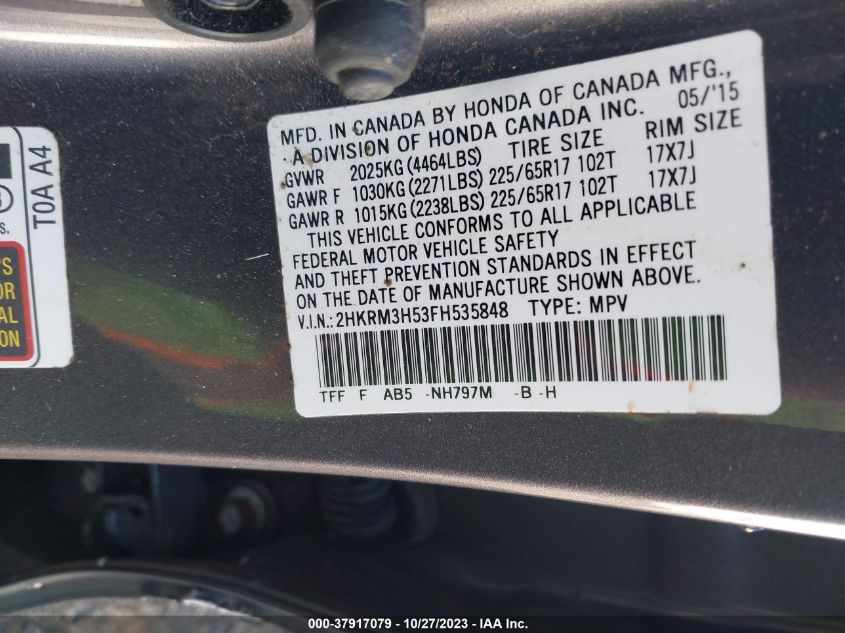 MFD. IN CANADA BY HONDA OF CANADA MFG.,
A DIVISION OF HONDA CANADA INC. 05/'15
GVWR 2025KG(4464LBS) TIRE SIZE RIM SIZE
GAWR F 1030KG(2271LBS) 225/65R17 102T 17X7J
GAWR R 1015KG(2238LBS) 225/65R17 102T 17X7J
THIS VEHICLE CONFORMS TO ALL APPLICABLE
FEDERAL MOTOR VEHICLE SAFETY
AND THEFT PREVENTION STANDARDS IN EFFECT
ON THE DATE OF MANUFACTURE SHOWN ABOVE.
V.I.N.: 2HKRM3H53FH535848 TYPE: MPV
TFF F AB5 -NH797M -B -H
T0A A4
S.
'S
OR
AL
N
000-37917079 - 10/27/2023 - IAA Inc.